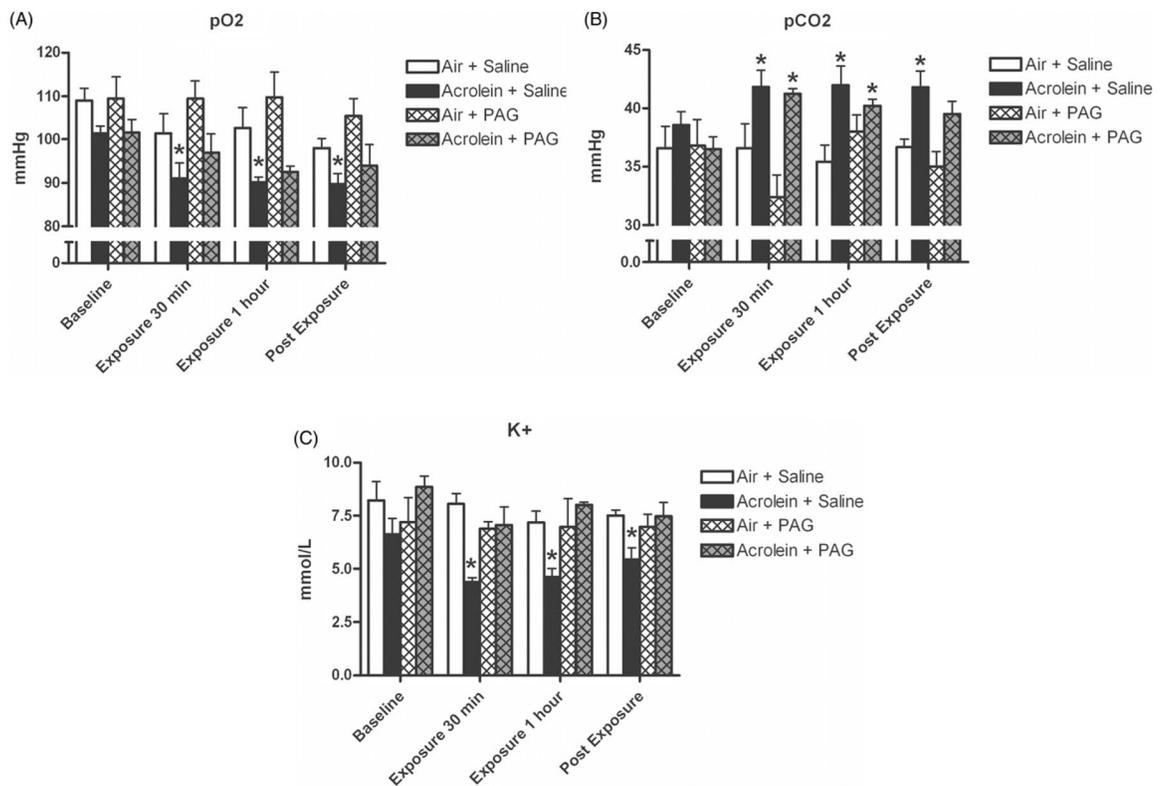 (A)
pO2
mmHg
120
110
100
90
80
0
*
*
*
Baseline
Exposure 30 min
Exposure 1 hour
Post Exposure
Air + Saline
Acrolein + Saline
Air + PAG
Acrolein + PAG
(B)
pCO2
mmHg
45
40
35
30
0.0
*
*
*
*
*
Baseline
Exposure 30 min
Exposure 1 hour
Post Exposure
Air + Saline
Acrolein + Saline
Air + PAG
Acrolein + PAG
(C)
K+
mmol/L
10.0
7.5
5.0
2.5
0.0
*
*
*
Baseline
Exposure 30 min
Exposure 1 hour
Post Exposure
Air + Saline
Acrolein + Saline
Air + PAG
Acrolein + PAG